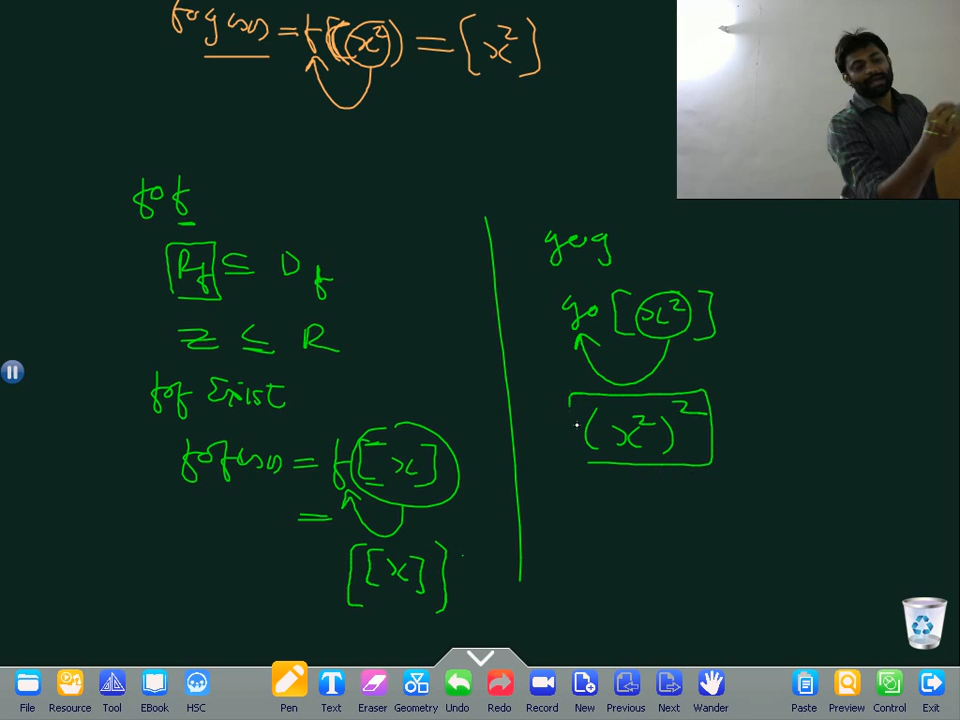 fog(x) = f((x²)) = [x²]
fof
Rf ⊆ Df
Z ⊆ R
fof Exist
fof(x) = f[x]
=
[[x]]
gog
go[x²]
(x²)²
File Resource Tool EBook HSC Pen Text Eraser Geometry Undo Redo Record New Previous Next Wander Paste Preview Control Exit